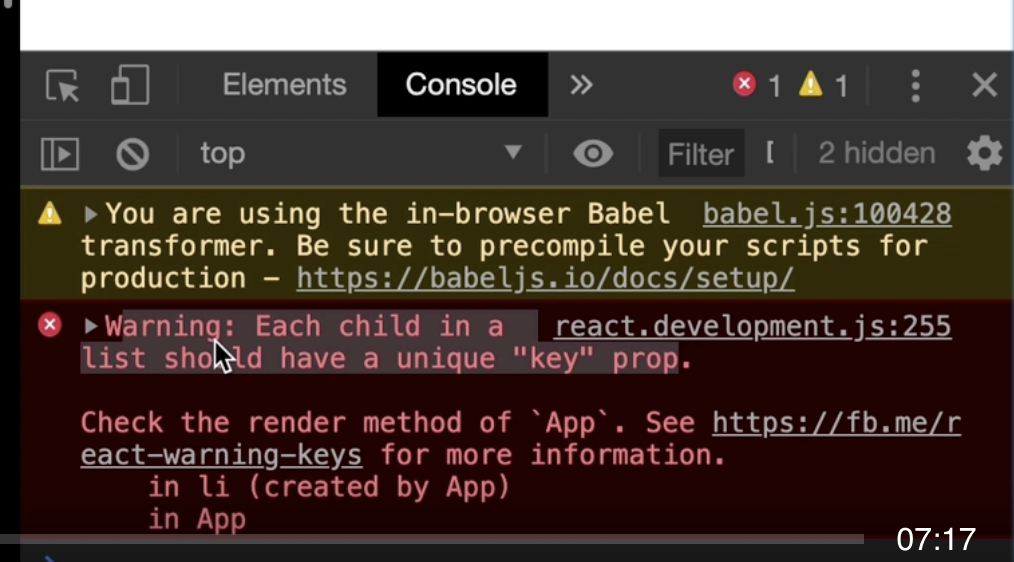 Elements Console » 1 1
top Filter [ 2 hidden
You are using the in-browser Babel babel.js:100428
transformer. Be sure to precompile your scripts for
production – https://babeljs.io/docs/setup/
Warning: Each child in a react.development.js:255
list should have a unique "key" prop.
Check the render method of `App`. See https://fb.me/r
eact-warning-keys for more information.
in li (created by App)
in App
07:17